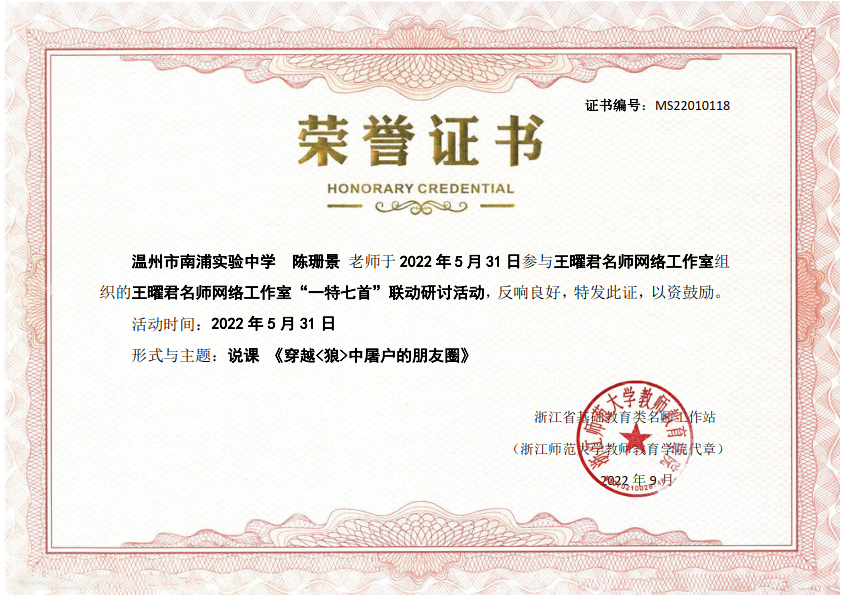 证书编号：MS22010118
荣誉证书
HONORARY CREDENTIAL
温州市南浦实验中学 陈珊景 老师于 2022 年 5 月 31 日参与王曜君名师网络工作室组
织的王曜君名师网络工作室“一特七首”联动研讨活动，反响良好，特发此证，以资鼓励。
活动时间：2022 年 5 月 31 日
形式与主题：说课 《穿越<狼>中屠户的朋友圈》
浙江省基础教育类名师工作站
（浙江师范大学教师教育学院代章）
2022 年 9 月
浙江师范大学教师教育学院